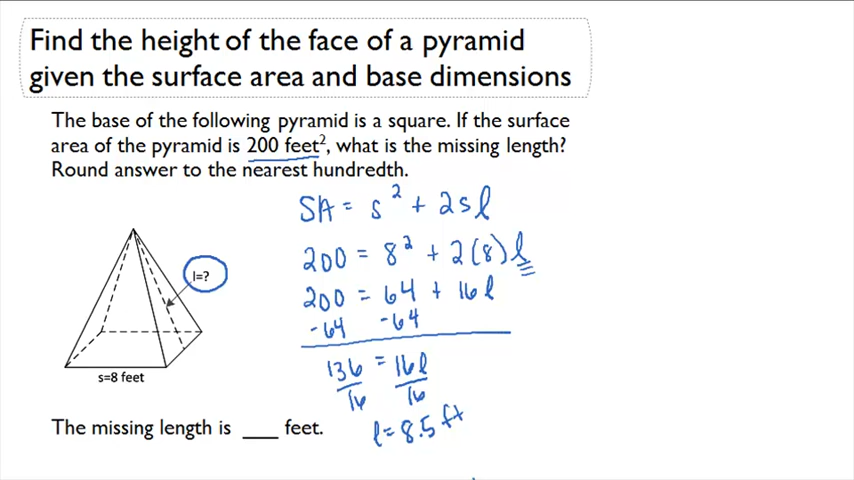 Find the height of the face of a pyramid
given the surface area and base dimensions
The base of the following pyramid is a square. If the surface
area of the pyramid is 200 feet², what is the missing length?
Round answer to the nearest hundredth.
SA = s² + 2sl
200 = 8² + 2(8)l
200 = 64 + 16l
-64 -64
136 = 16l
16 16
l = 8.5 ft
l=?
s=8 feet
The missing length is ___ feet.